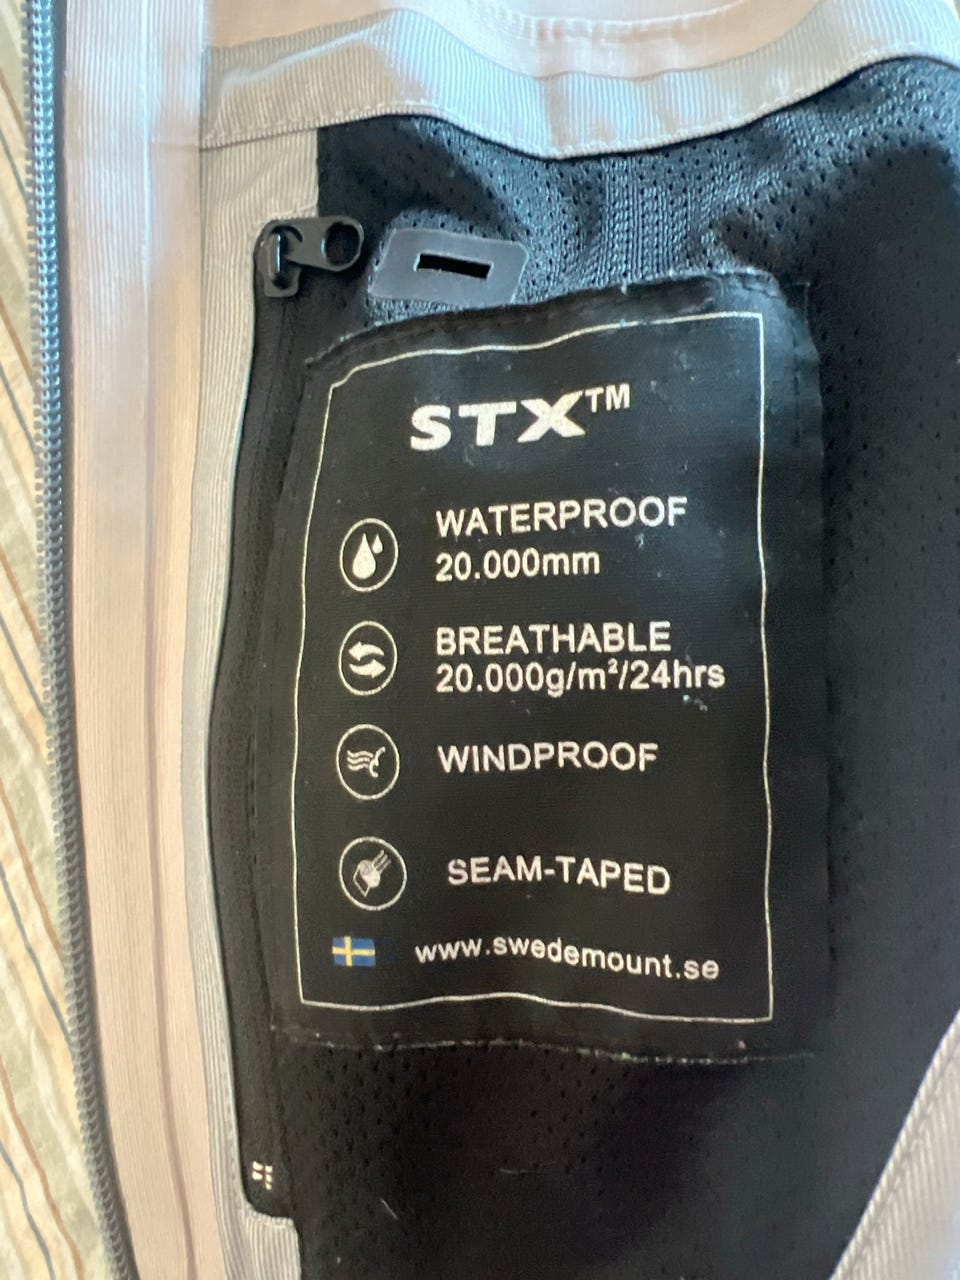 STX™
WATERPROOF
20.000mm
BREATHABLE
20.000g/m²/24hrs
WINDPROOF
SEAM-TAPED
www.swedemount.se